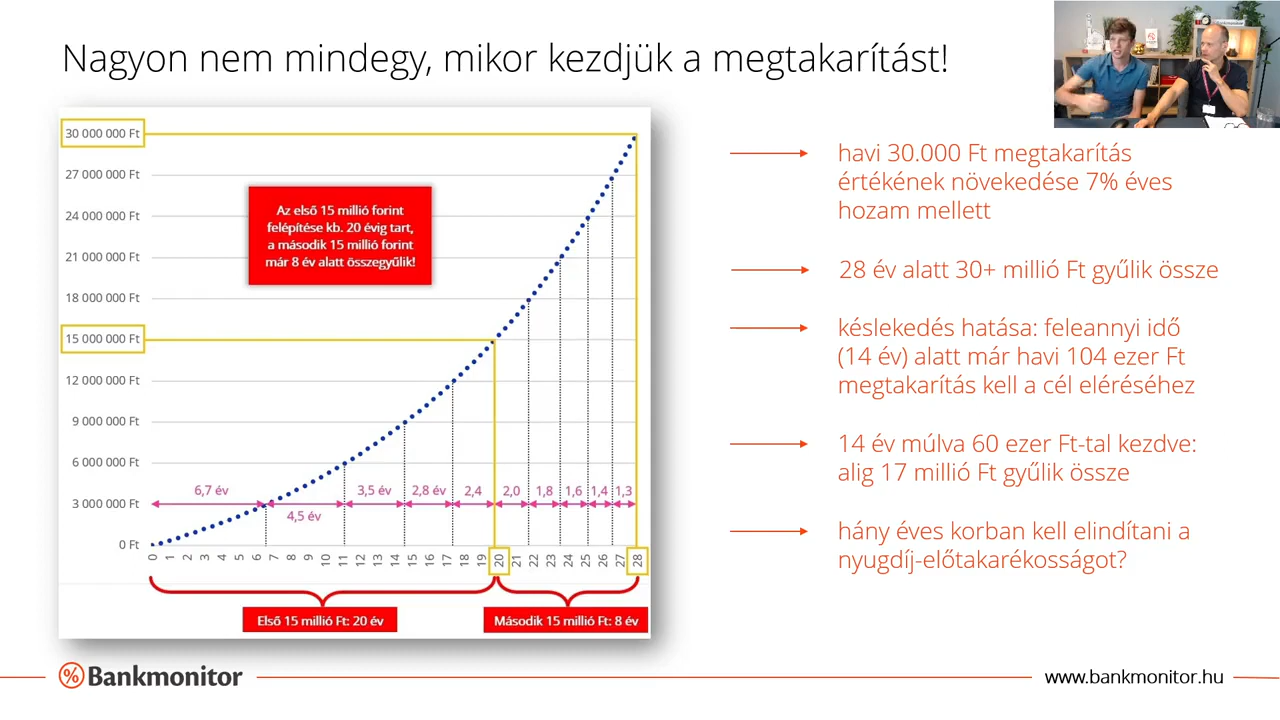 Nagyon nem mindegy, mikor kezdjük a megtakarítást!
30 000 000 Ft
27 000 000 Ft
24 000 000 Ft
21 000 000 Ft
18 000 000 Ft
15 000 000 Ft
12 000 000 Ft
9 000 000 Ft
6 000 000 Ft
3 000 000 Ft
0 Ft
Az első 15 millió forint
felépítése kb. 20 évig tart,
a második 15 millió forint
már 8 év alatt összegyűlik!
6,7 év
4,5 év
3,5 év
2,8 év
2,4
2,0
1,8
1,6
1,4
1,3
0 1 2 3 4 5 6 7 8 9 10 11 12 13 14 15 16 17 18 19 20 21 22 23 24 25 26 27 28
Első 15 millió Ft: 20 év
Második 15 millió Ft: 8 év
havi 30.000 Ft megtakarítás
értékének növekedése 7% éves
hozam mellett
28 év alatt 30+ millió Ft gyűlik össze
késlekedés hatása: feleannyi idő
(14 év) alatt már havi 104 ezer Ft
megtakarítás kell a cél eléréséhez
14 év múlva 60 ezer Ft-tal kezdve:
alig 17 millió Ft gyűlik össze
hány éves korban kell elindítani a
nyugdíj-előtakarékosságot?
% Bankmonitor
www.bankmonitor.hu